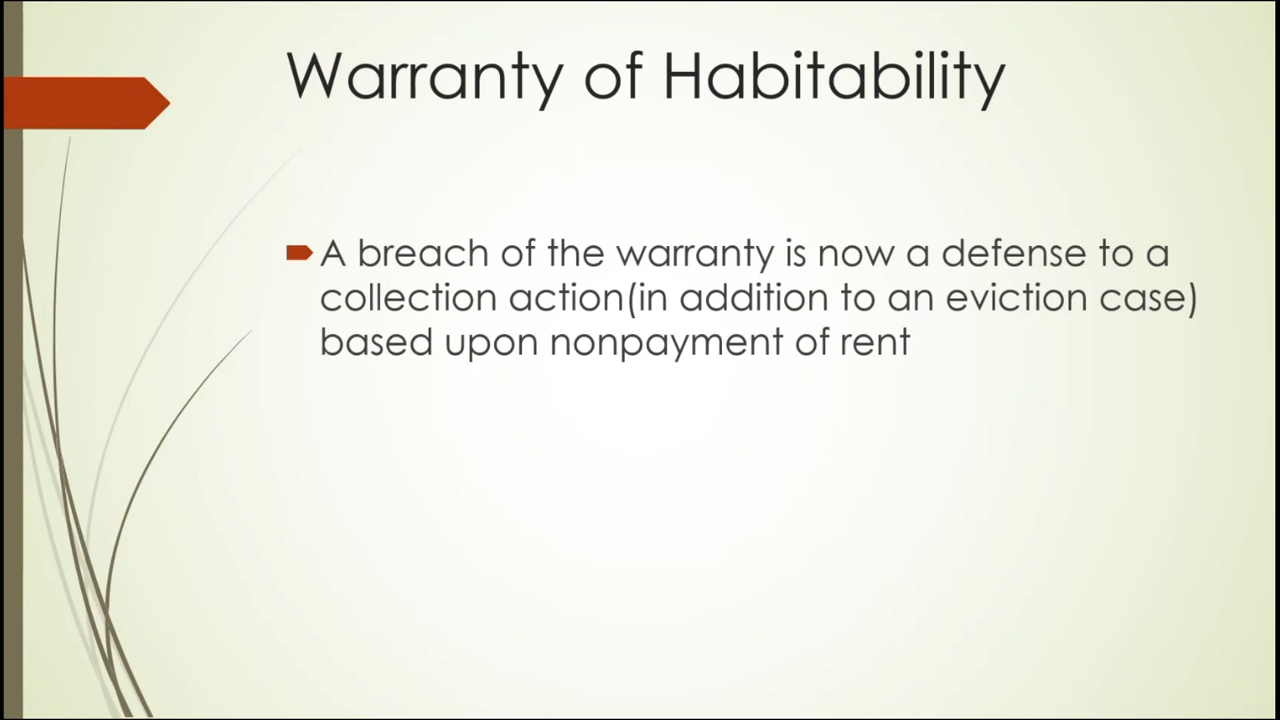 Warranty of Habitability
A breach of the warranty is now a defense to a
collection action(in addition to an eviction case)
based upon nonpayment of rent